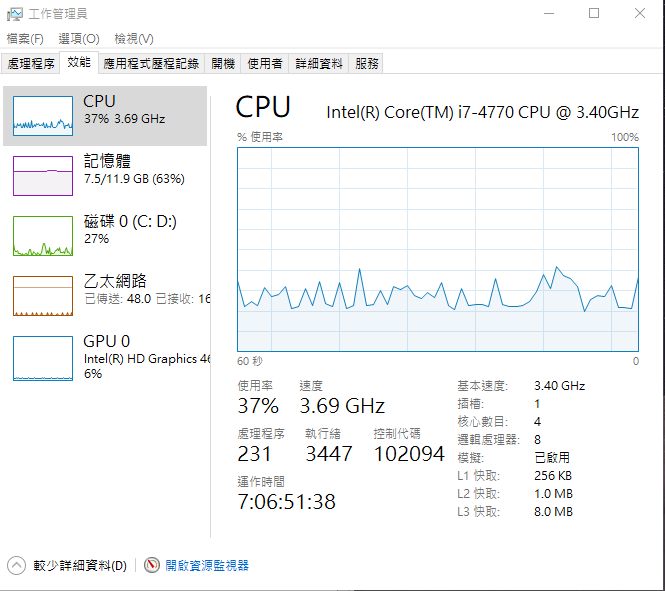 工作管理員
檔案(F) 選項(O) 檢視(V)
處理程序 效能 應用程式歷程記錄 開機 使用者 詳細資料 服務
CPU
37% 3.69 GHz
記憶體
7.5/11.9 GB (63%)
磁碟 0 (C: D:)
27%
乙太網路
已傳送: 48.0 已接收: 16
GPU 0
Intel(R) HD Graphics 46
6%
CPU Intel(R) Core(TM) i7-4770 CPU @ 3.40GHz
% 使用率 100%
60 秒 0
使用率 速度
37% 3.69 GHz
處理程序 執行緒 控制代碼
231 3447 102094
運作時間
7:06:51:38
基本速度: 3.40 GHz
插槽: 1
核心數目: 4
邏輯處理器: 8
模擬: 已啟用
L1 快取: 256 KB
L2 快取: 1.0 MB
L3 快取: 8.0 MB
較少詳細資料(D) 開啟資源監視器